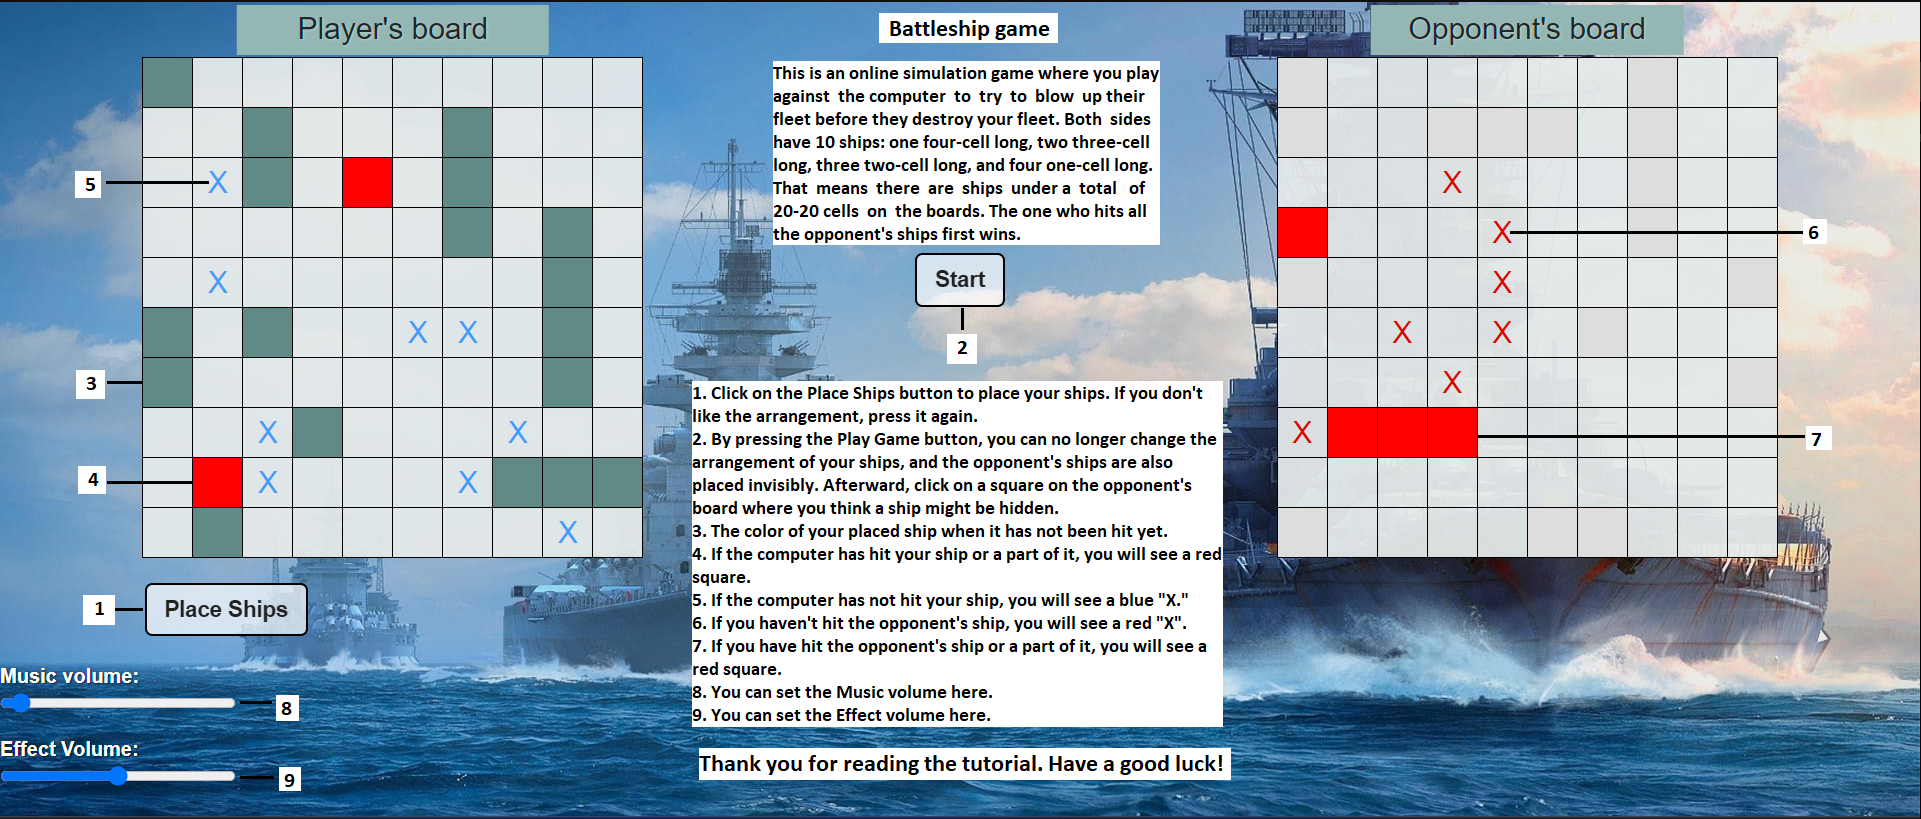 Player's board
Battleship game
Opponent's board
This is an online simulation game where you play
against the computer to try to blow up their
fleet before they destroy your fleet. Both sides
have 10 ships: one four-cell long, two three-cell
long, three two-cell long, and four one-cell long.
That means there are ships under a total of
20-20 cells on the boards. The one who hits all
the opponent's ships first wins.
X
5
X
X
X
6
Start
2
X
X
X
X
X
X
3
X
1. Click on the Place Ships button to place your ships. If you don't
like the arrangement, press it again.
2. By pressing the Play Game button, you can no longer change the
arrangement of your ships, and the opponent's ships are also
placed invisibly. Afterward, click on a square on the opponent's
board where you think a ship might be hidden.
3. The color of your placed ship when it has not been hit yet.
4. If the computer has hit your ship or a part of it, you will see a red
square.
5. If the computer has not hit your ship, you will see a blue "X."
6. If you haven't hit the opponent's ship, you will see a red "X".
7. If you have hit the opponent's ship or a part of it, you will see a
red square.
8. You can set the Music volume here.
9. You can set the Effect volume here.
X
X
X
7
4
X
X
X
1
Place Ships
Music volume:
8
Effect Volume:
9
Thank you for reading the tutorial. Have a good luck!